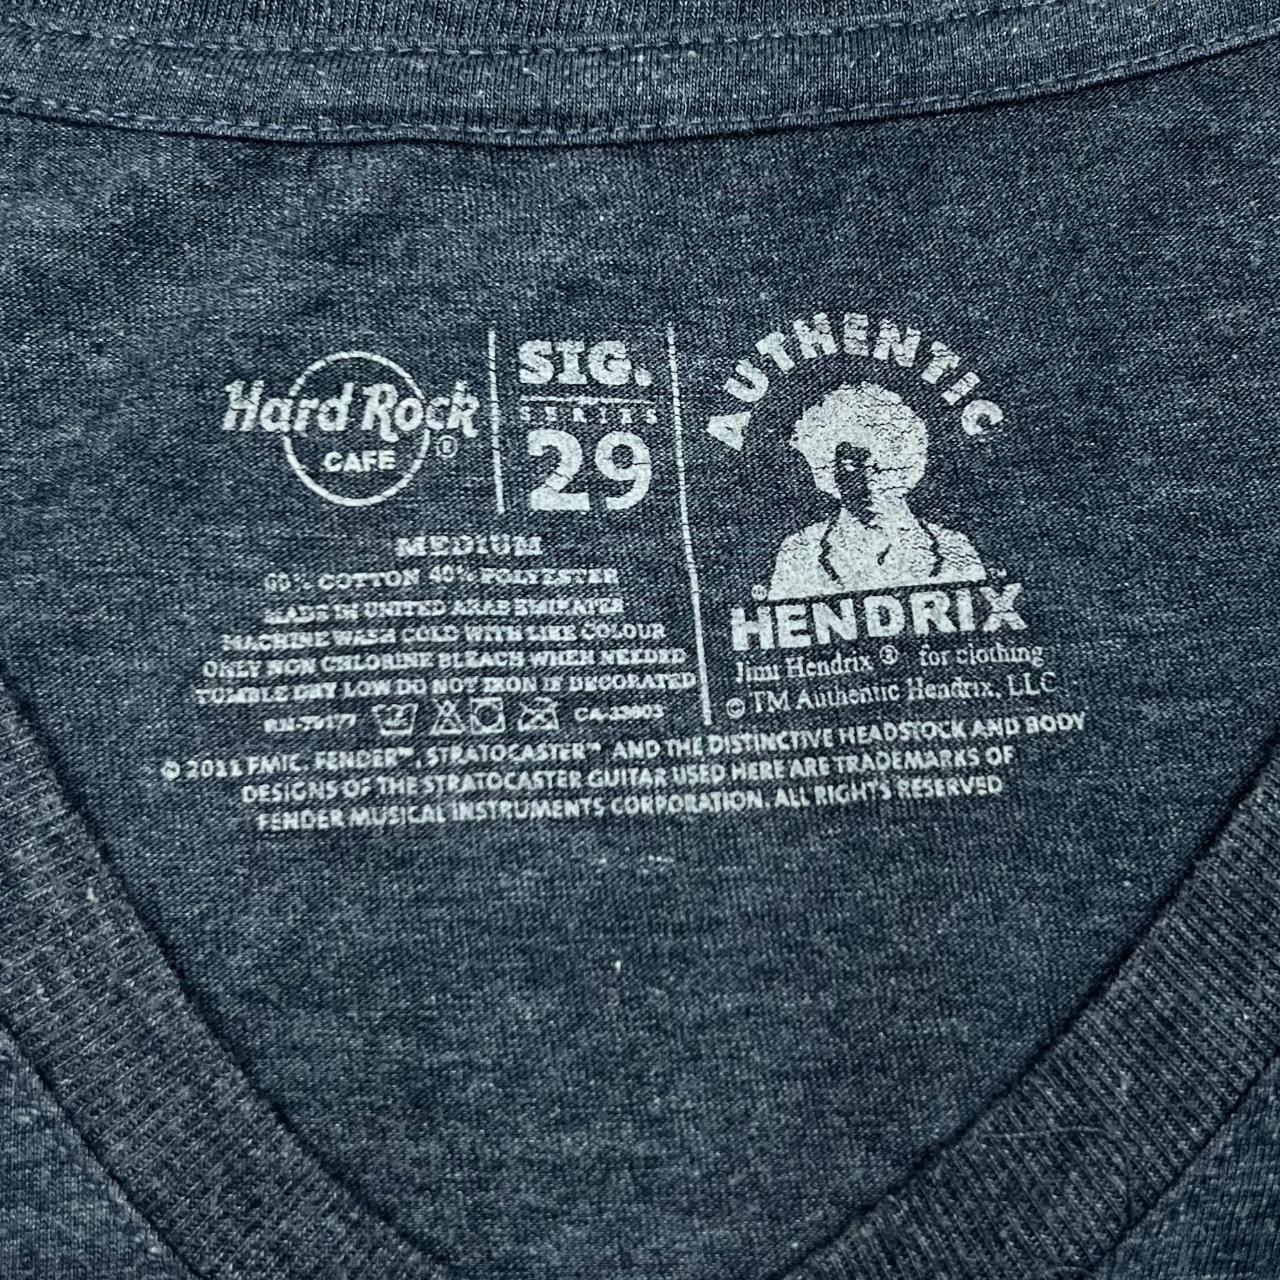 Hard Rock
CAFE ®
SIG.
SERIES
29
MEDIUM
60% COTTON 40% POLYESTER
MADE IN UNITED ARAB EMIRATES
MACHINE WASH COLD WITH LIKE COLOUR
ONLY NON CHLORINE BLEACH WHEN NEEDED
TUMBLE DRY LOW DO NOT IRON IF DECORATED
AUTHENTIC
® ™
HENDRIX
Jimi Hendrix ® for clothing
© TM Authentic Hendrix, LLC
© 2011 FMIC. FENDER™, STRATOCASTER™ AND THE DISTINCTIVE HEADSTOCK AND BODY
DESIGNS OF THE STRATOCASTER GUITAR USED HERE ARE TRADEMARKS OF
FENDER MUSICAL INSTRUMENTS CORPORATION. ALL RIGHTS RESERVED